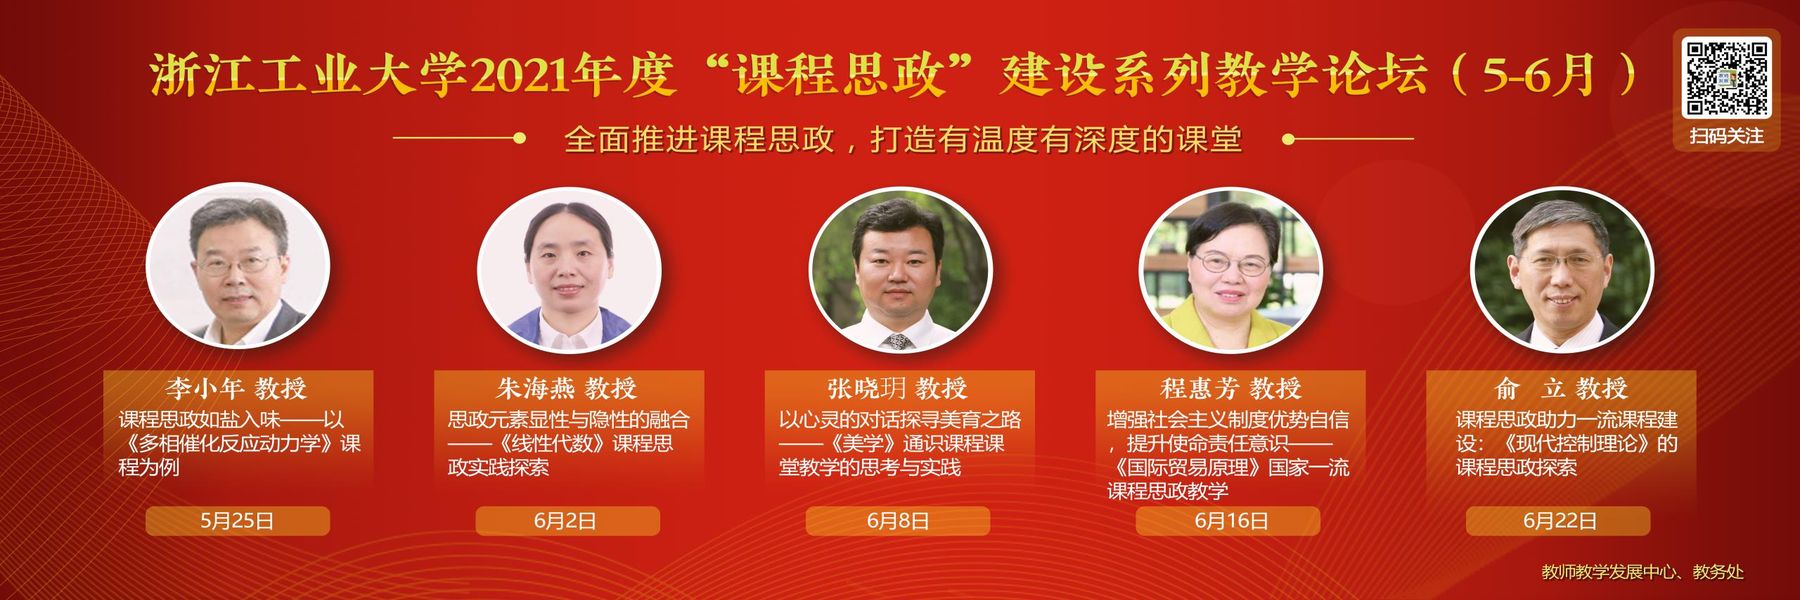 浙江工业大学2021年度“课程思政”建设系列教学论坛（5-6月）
扫码关注
全面推进课程思政，打造有温度有深度的课堂
李小年 教授
课程思政如盐入味——以
《多相催化反应动力学》课
程为例
5月25日
朱海燕 教授
思政元素显性与隐性的融合
——《线性代数》课程思
政实践探索
6月2日
张晓玥 教授
以心灵的对话探寻美育之路
——《美学》通识课程课
堂教学的思考与实践
6月8日
程惠芳 教授
增强社会主义制度优势自信
，提升使命责任意识——
《国际贸易原理》国家一流
课程思政教学
6月16日
俞 立 教授
课程思政助力一流课程建
设：《现代控制理论》的
课程思政探索
6月22日
教师教学发展中心、教务处